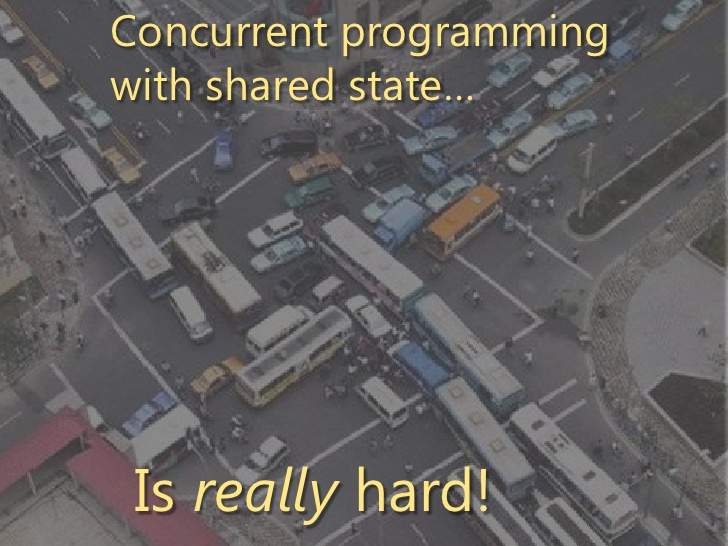 Concurrent programming
with shared state...
Is really hard!